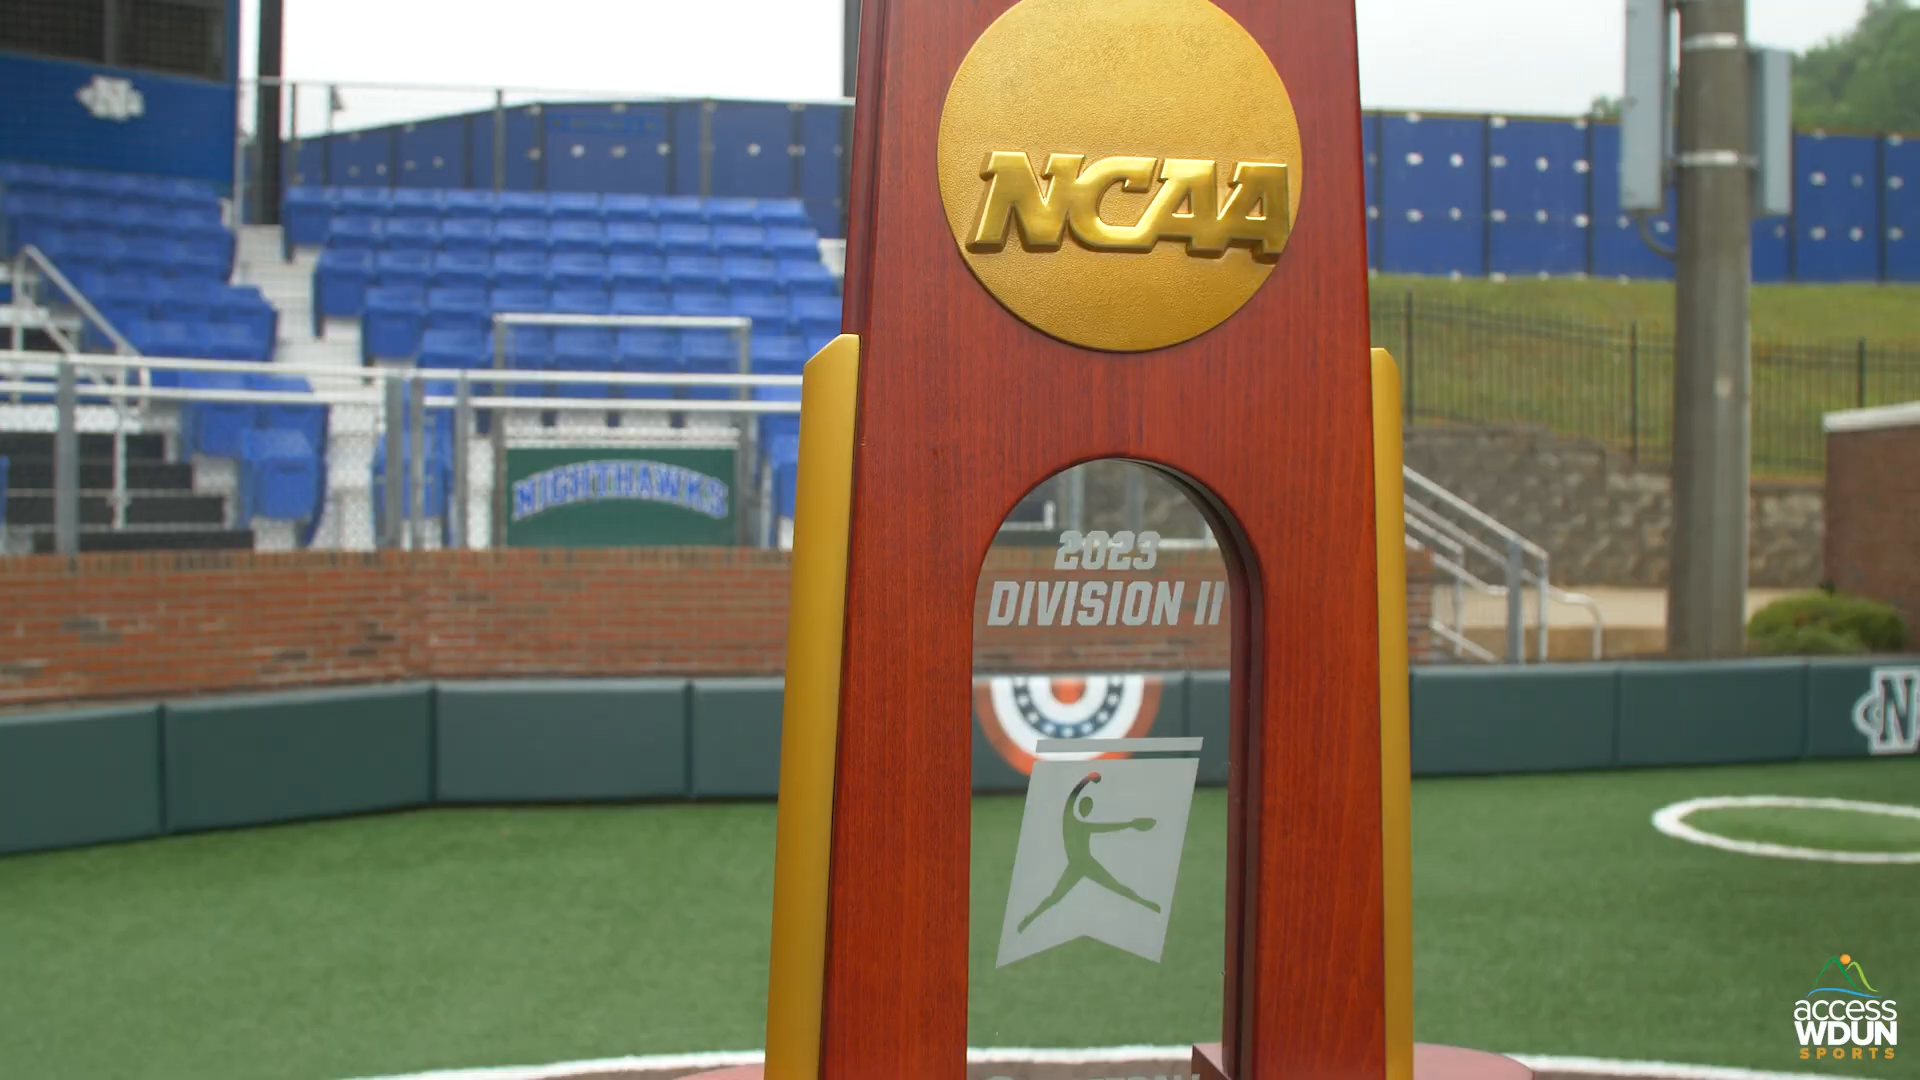 NCAA
NIGHTHAWKS
2023
DIVISION II
N
N
access
WDUN
SPORTS